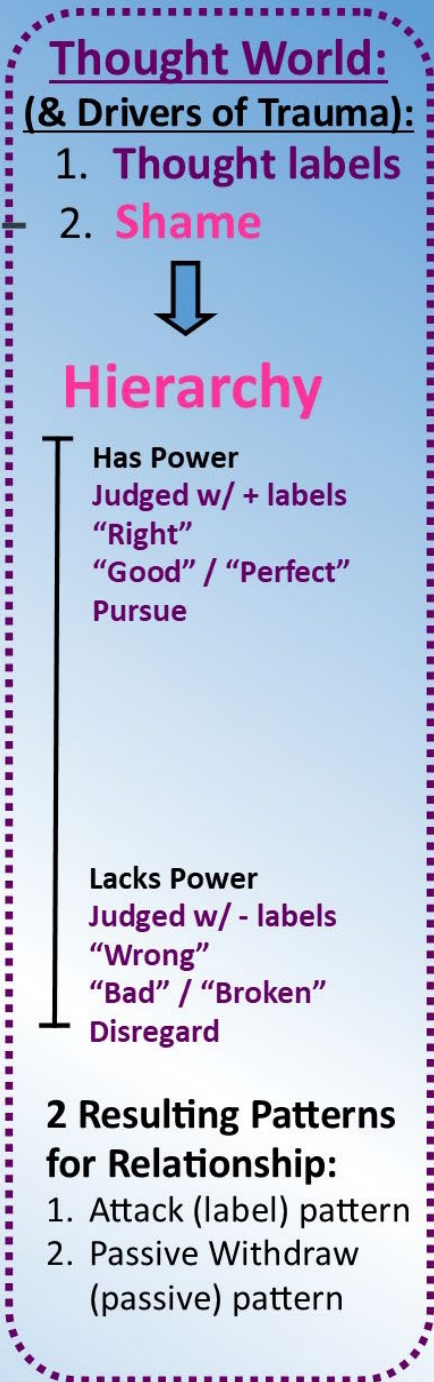 Thought World:
(& Drivers of Trauma):
1. Thought labels
2. Shame
Hierarchy
Has Power
Judged w/ + labels
“Right”
“Good” / “Perfect”
Pursue
Lacks Power
Judged w/ - labels
“Wrong”
“Bad” / “Broken”
Disregard
2 Resulting Patterns
for Relationship:
1. Attack (label) pattern
2. Passive Withdraw
(passive) pattern